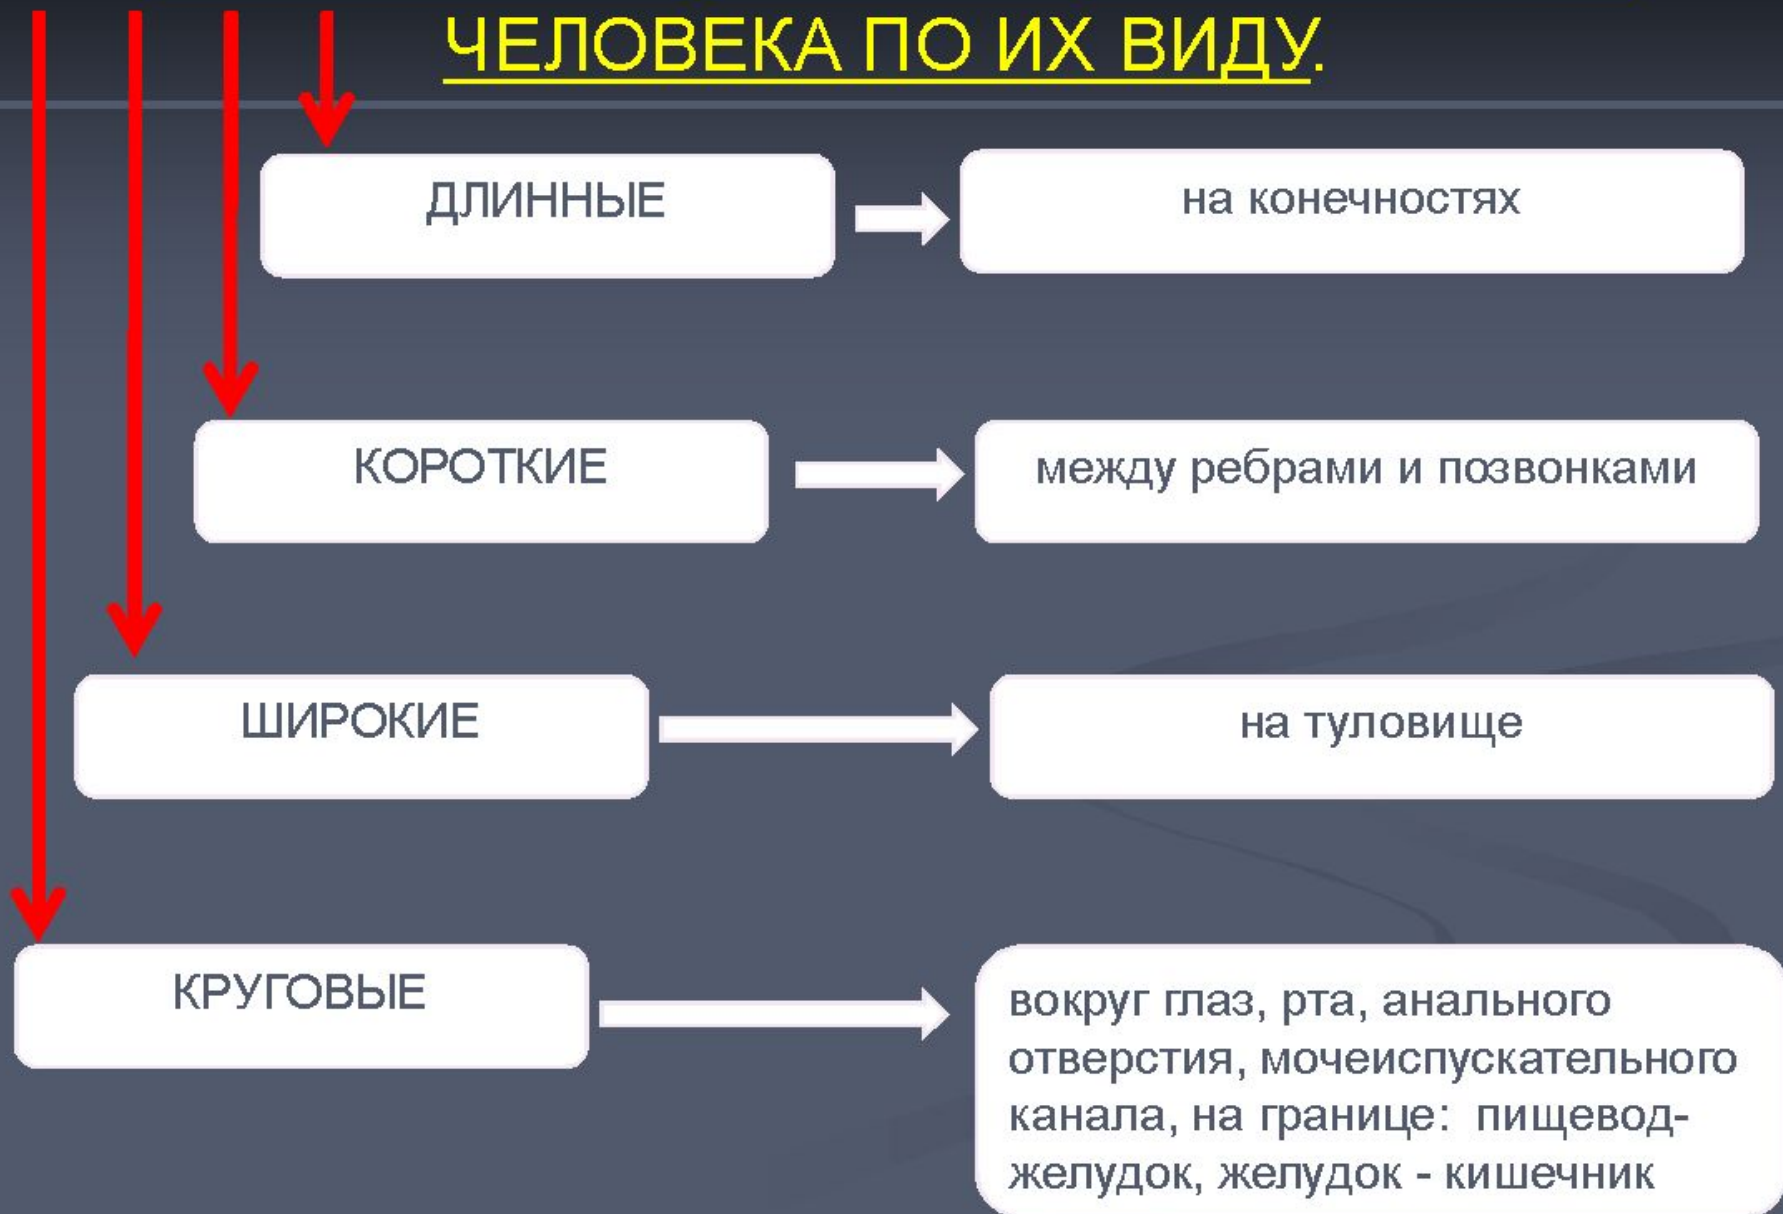 ЧЕЛОВЕКА ПО ИХ ВИДУ.
ДЛИННЫЕ
на конечностях
КОРОТКИЕ
между ребрами и позвонками
ШИРОКИЕ
на туловище
КРУГОВЫЕ
вокруг глаз, рта, анального
отверстия, мочеиспускательного
канала, на границе: пищевод-
желудок, желудок - кишечник